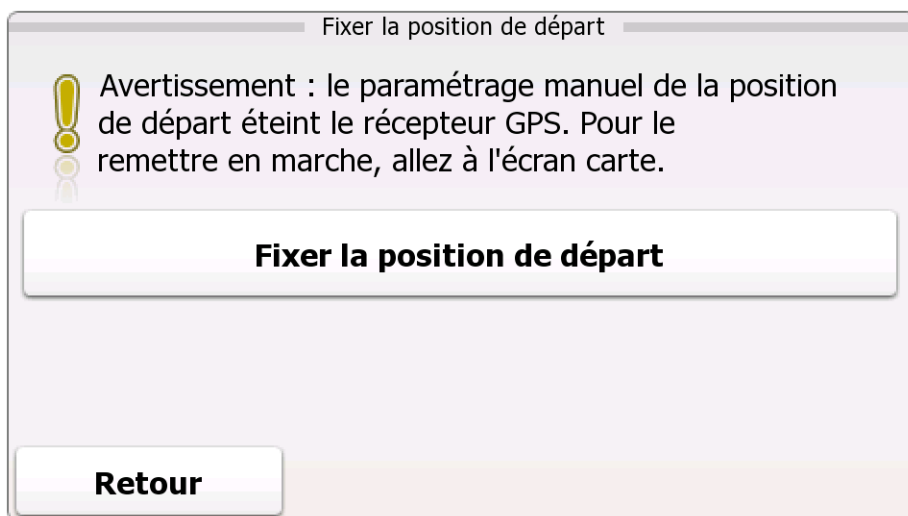 Fixer la position de départ
Avertissement : le paramétrage manuel de la position
de départ éteint le récepteur GPS. Pour le
remettre en marche, allez à l'écran carte.
Fixer la position de départ
Retour